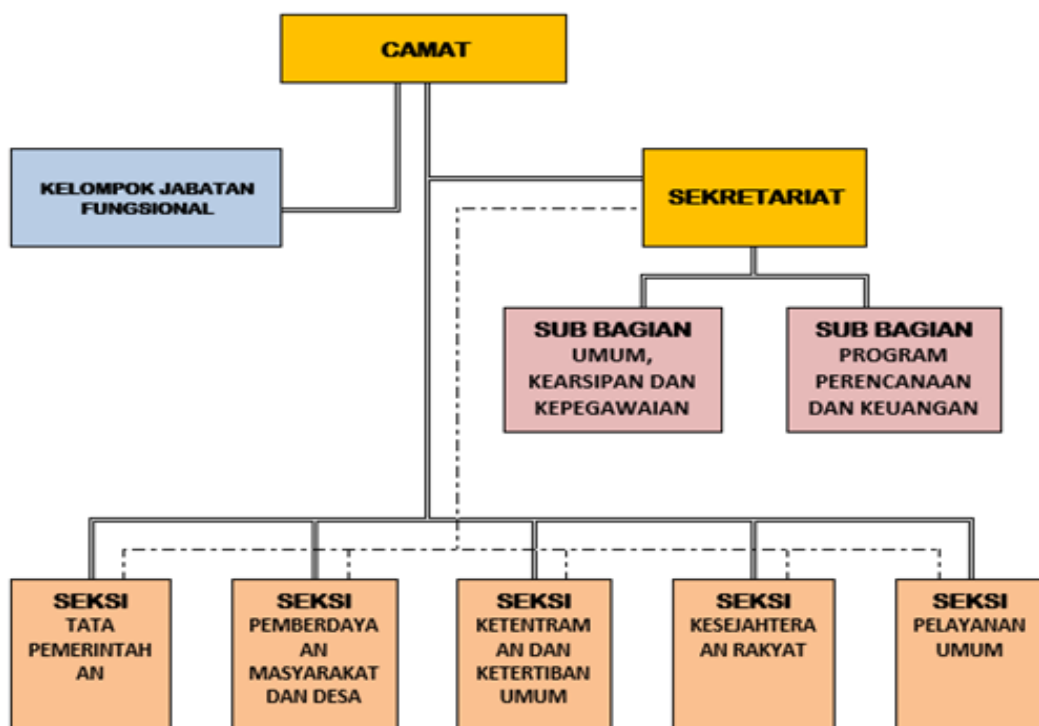 CAMAT
KELOMPOK JABATAN
FUNGSIONAL
SEKRETARIAT
SUB BAGIAN
UMUM,
KEARSIPAN DAN
KEPEGAWAIAN
SUB BAGIAN
PROGRAM
PERENCANAAN
DAN KEUANGAN
SEKSI
TATA
PEMERINTAH
AN
SEKSI
PEMBERDAYA
AN
MASYARAKAT
DAN DESA
SEKSI
KETENTRAM
AN DAN
KETERTIBAN
UMUM
SEKSI
KESEJAHTERA
AN RAKYAT
SEKSI
PELAYANAN
UMUM